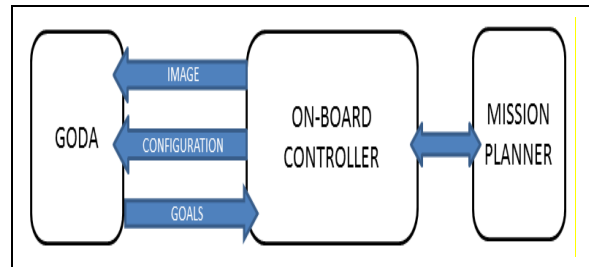 GODA
IMAGE
CONFIGURATION
GOALS
ON-BOARD
CONTROLLER
MISSION
PLANNER